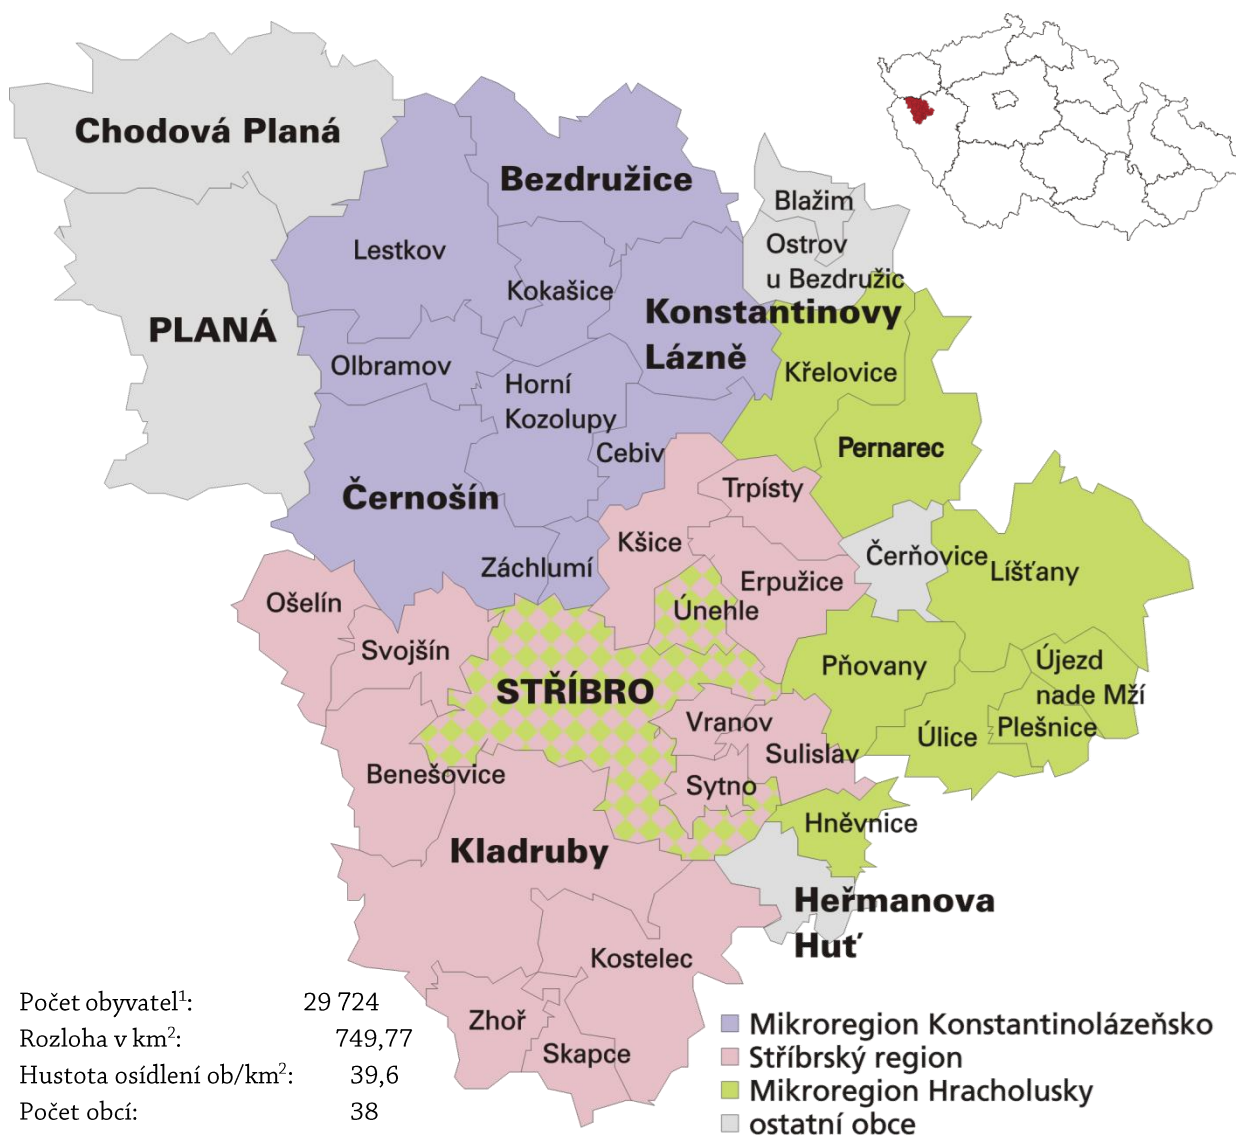 Chodová Planá
Bezdružice
Blažim
Lestkov
Ostrov
u Bezdružic
Kokašice
Konstantinovy
Lázně
PLANÁ
Olbramov
Křelovice
Horní
Kozolupy
Cebiv
Pernarec
Černošín
Trpísty
Kšice
Záchlumí
Černovice
Líšťany
Erpužice
Ošelín
Únehle
Svojšín
Pňovany
Újezd
nade Mží
STŘÍBRO
Vranov
Úlice
Plešnice
Sulislav
Benešovice
Sytno
Hněvnice
Kladruby
Heřmanova
Huť
Kostelec
Zhoř
Skapce
Počet obyvatel¹: 29 724
Rozloha v km²: 749,77
Hustota osídlení ob/km²: 39,6
Počet obcí: 38
Mikroregion Konstantinolázeňsko
Stříbrský region
Mikroregion Hracholusky
ostatní obce